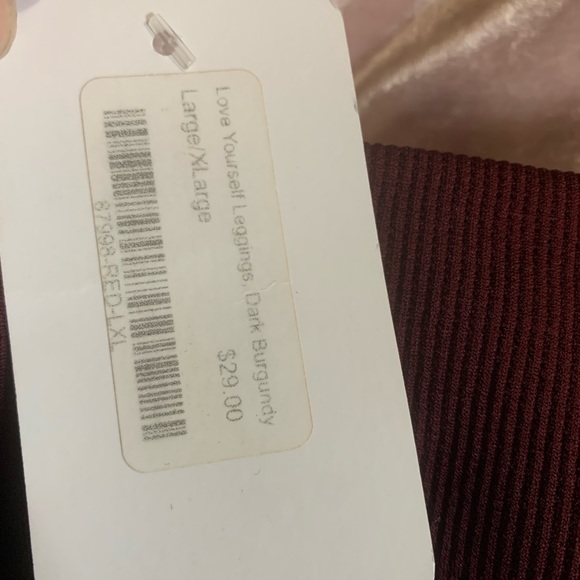 Love Yourself Leggings, Dark Burgundy
Large/XLarge $29.00
87998-RED-LXL